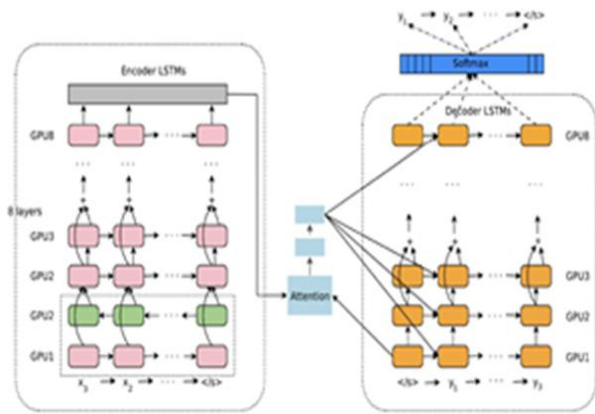 y₁ y₂ ... </s>
Softmax
Encoder LSTMs
Decoder LSTMs
GPU8
GPU8
...
...
8 layers
GPU3
GPU3
GPU2
GPU2
GPU2
GPU1
GPU1
Attention
x₃ x₂ ... </s>
</s> y₁ ... y₃